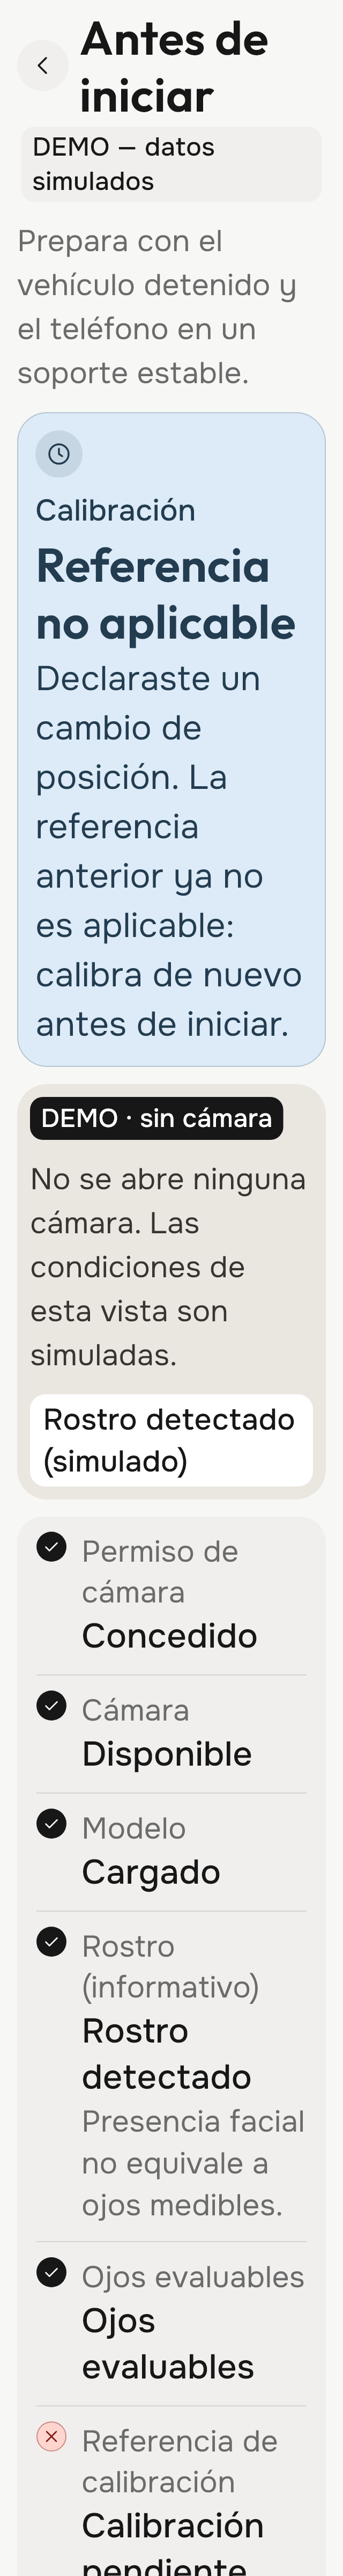 Antes de
iniciar
DEMO — datos
simulados
Prepara con el
vehículo detenido y
el teléfono en un
soporte estable.
Calibración
Referencia
no aplicable
Declaraste un
cambio de
posición. La
referencia
anterior ya no
es aplicable:
calibra de nuevo
antes de iniciar.
DEMO · sin cámara
No se abre ninguna
cámara. Las
condiciones de
esta vista son
simuladas.
Rostro detectado
(simulado)
Permiso de
cámara
Concedido
Cámara
Disponible
Modelo
Cargado
Rostro
(informativo)
Rostro
detectado
Presencia facial
no equivale a
ojos medibles.
Ojos evaluables
Ojos
evaluables
Referencia de
calibración
Calibración
pendiente